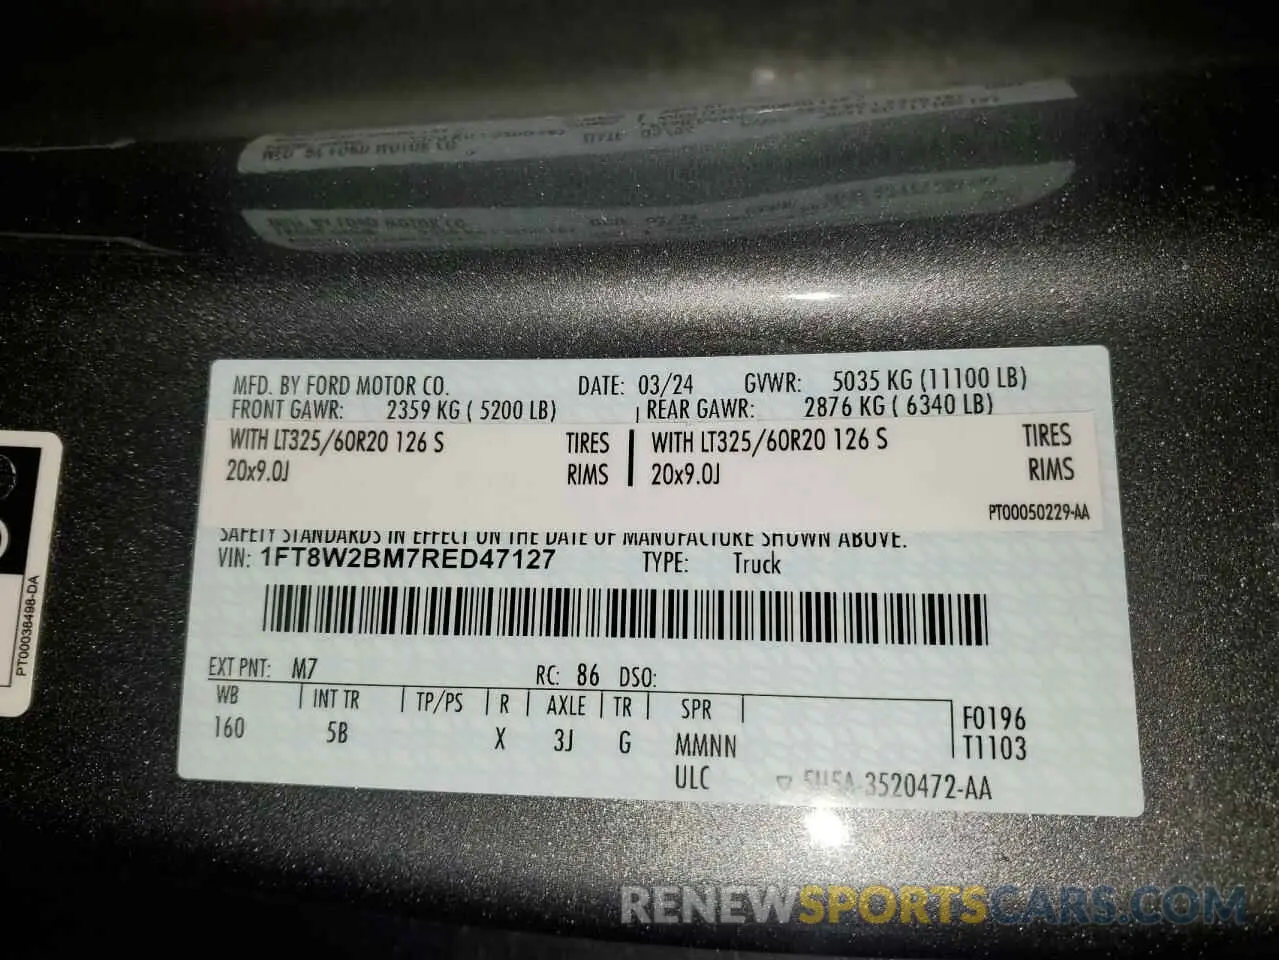 MFD. BY FORD MOTOR CO. DATE: 03/24 GVWR: 5035 KG (11100 LB)
FRONT GAWR: 2359 KG ( 5200 LB) REAR GAWR: 2876 KG ( 6340 LB)
WITH LT325/60R20 126 S TIRES WITH LT325/60R20 126 S TIRES
20x9.0J RIMS 20x9.0J RIMS
PT00050229-AA
SAFETY STANDARDS IN EFFECT ON THE DATE OF MANUFACTURE SHOWN ABOVE.
VIN: 1FT8W2BM7RED47127 TYPE: Truck
EXT PNT: M7 RC: 86 DSO:
WB INT TR TP/PS R AXLE TR SPR
160 5B X 3J G MMNN F0196
T1103
ULC 3520472-AA
PT00038498-DA
RENEWSPORTSCARS.COM